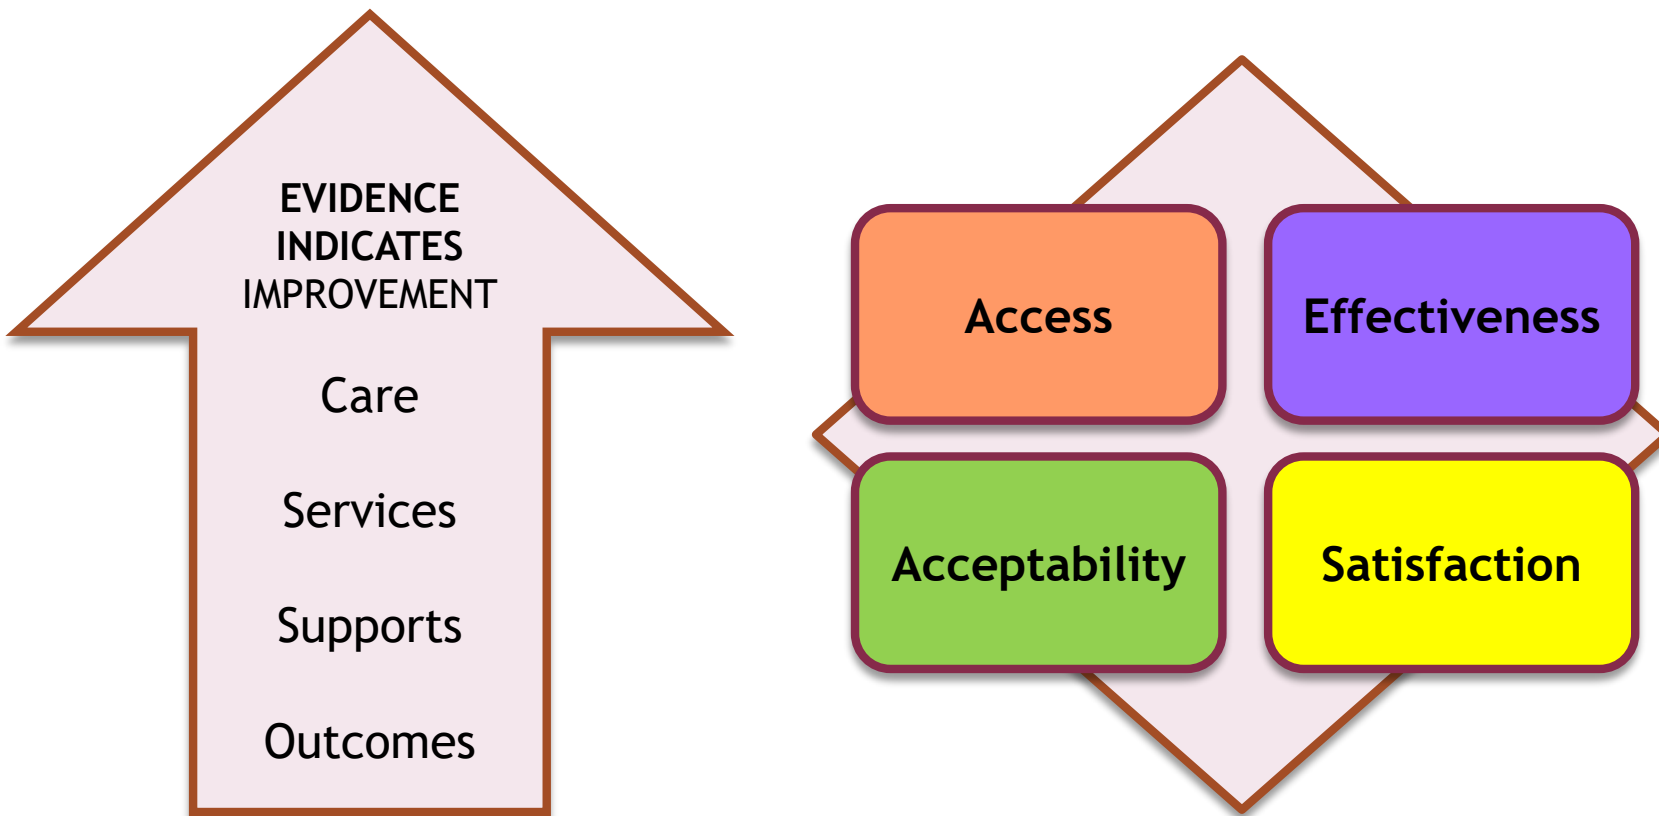 EVIDENCE
INDICATES
IMPROVEMENT
Care
Services
Supports
Outcomes
Access
Effectiveness
Acceptability
Satisfaction